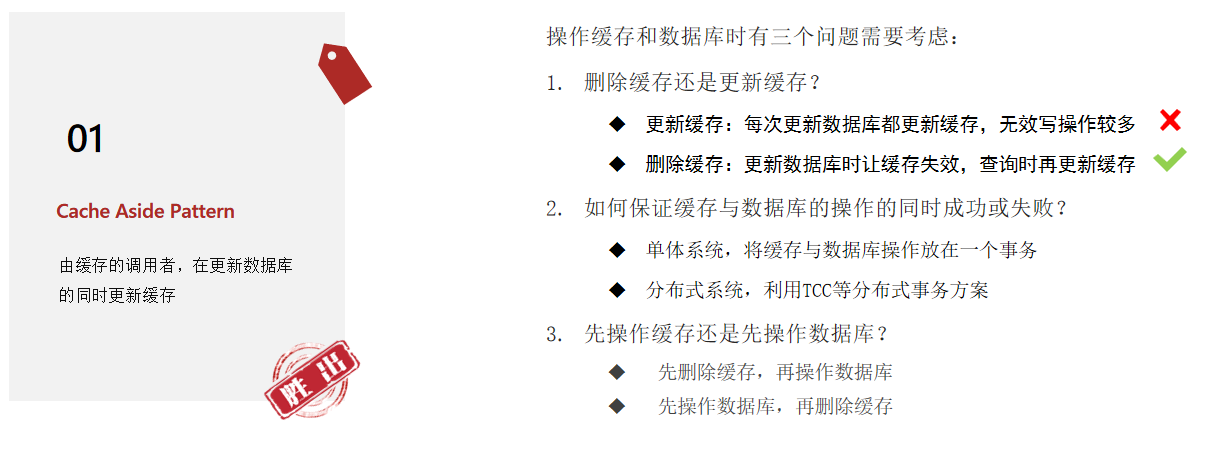 01
Cache Aside Pattern
由缓存的调用者，在更新数据库
的同时更新缓存
胜出
操作缓存和数据库时有三个问题需要考虑：
1. 删除缓存还是更新缓存？
◆ 更新缓存：每次更新数据库都更新缓存，无效写操作较多
◆ 删除缓存：更新数据库时让缓存失效，查询时再更新缓存
2. 如何保证缓存与数据库的操作的同时成功或失败？
◆ 单体系统，将缓存与数据库操作放在一个事务
◆ 分布式系统，利用TCC等分布式事务方案
3. 先操作缓存还是先操作数据库？
◆ 先删除缓存，再操作数据库
◆ 先操作数据库，再删除缓存